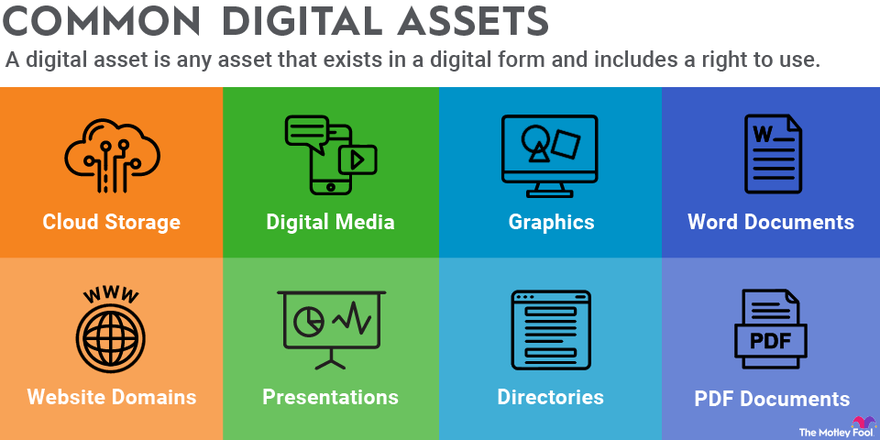 COMMON DIGITAL ASSETS
A digital asset is any asset that exists in a digital form and includes a right to use.
Cloud Storage
Digital Media
Graphics
W
Word Documents
WWW
Website Domains
Presentations
Directories
PDF
PDF Documents
The Motley Fool